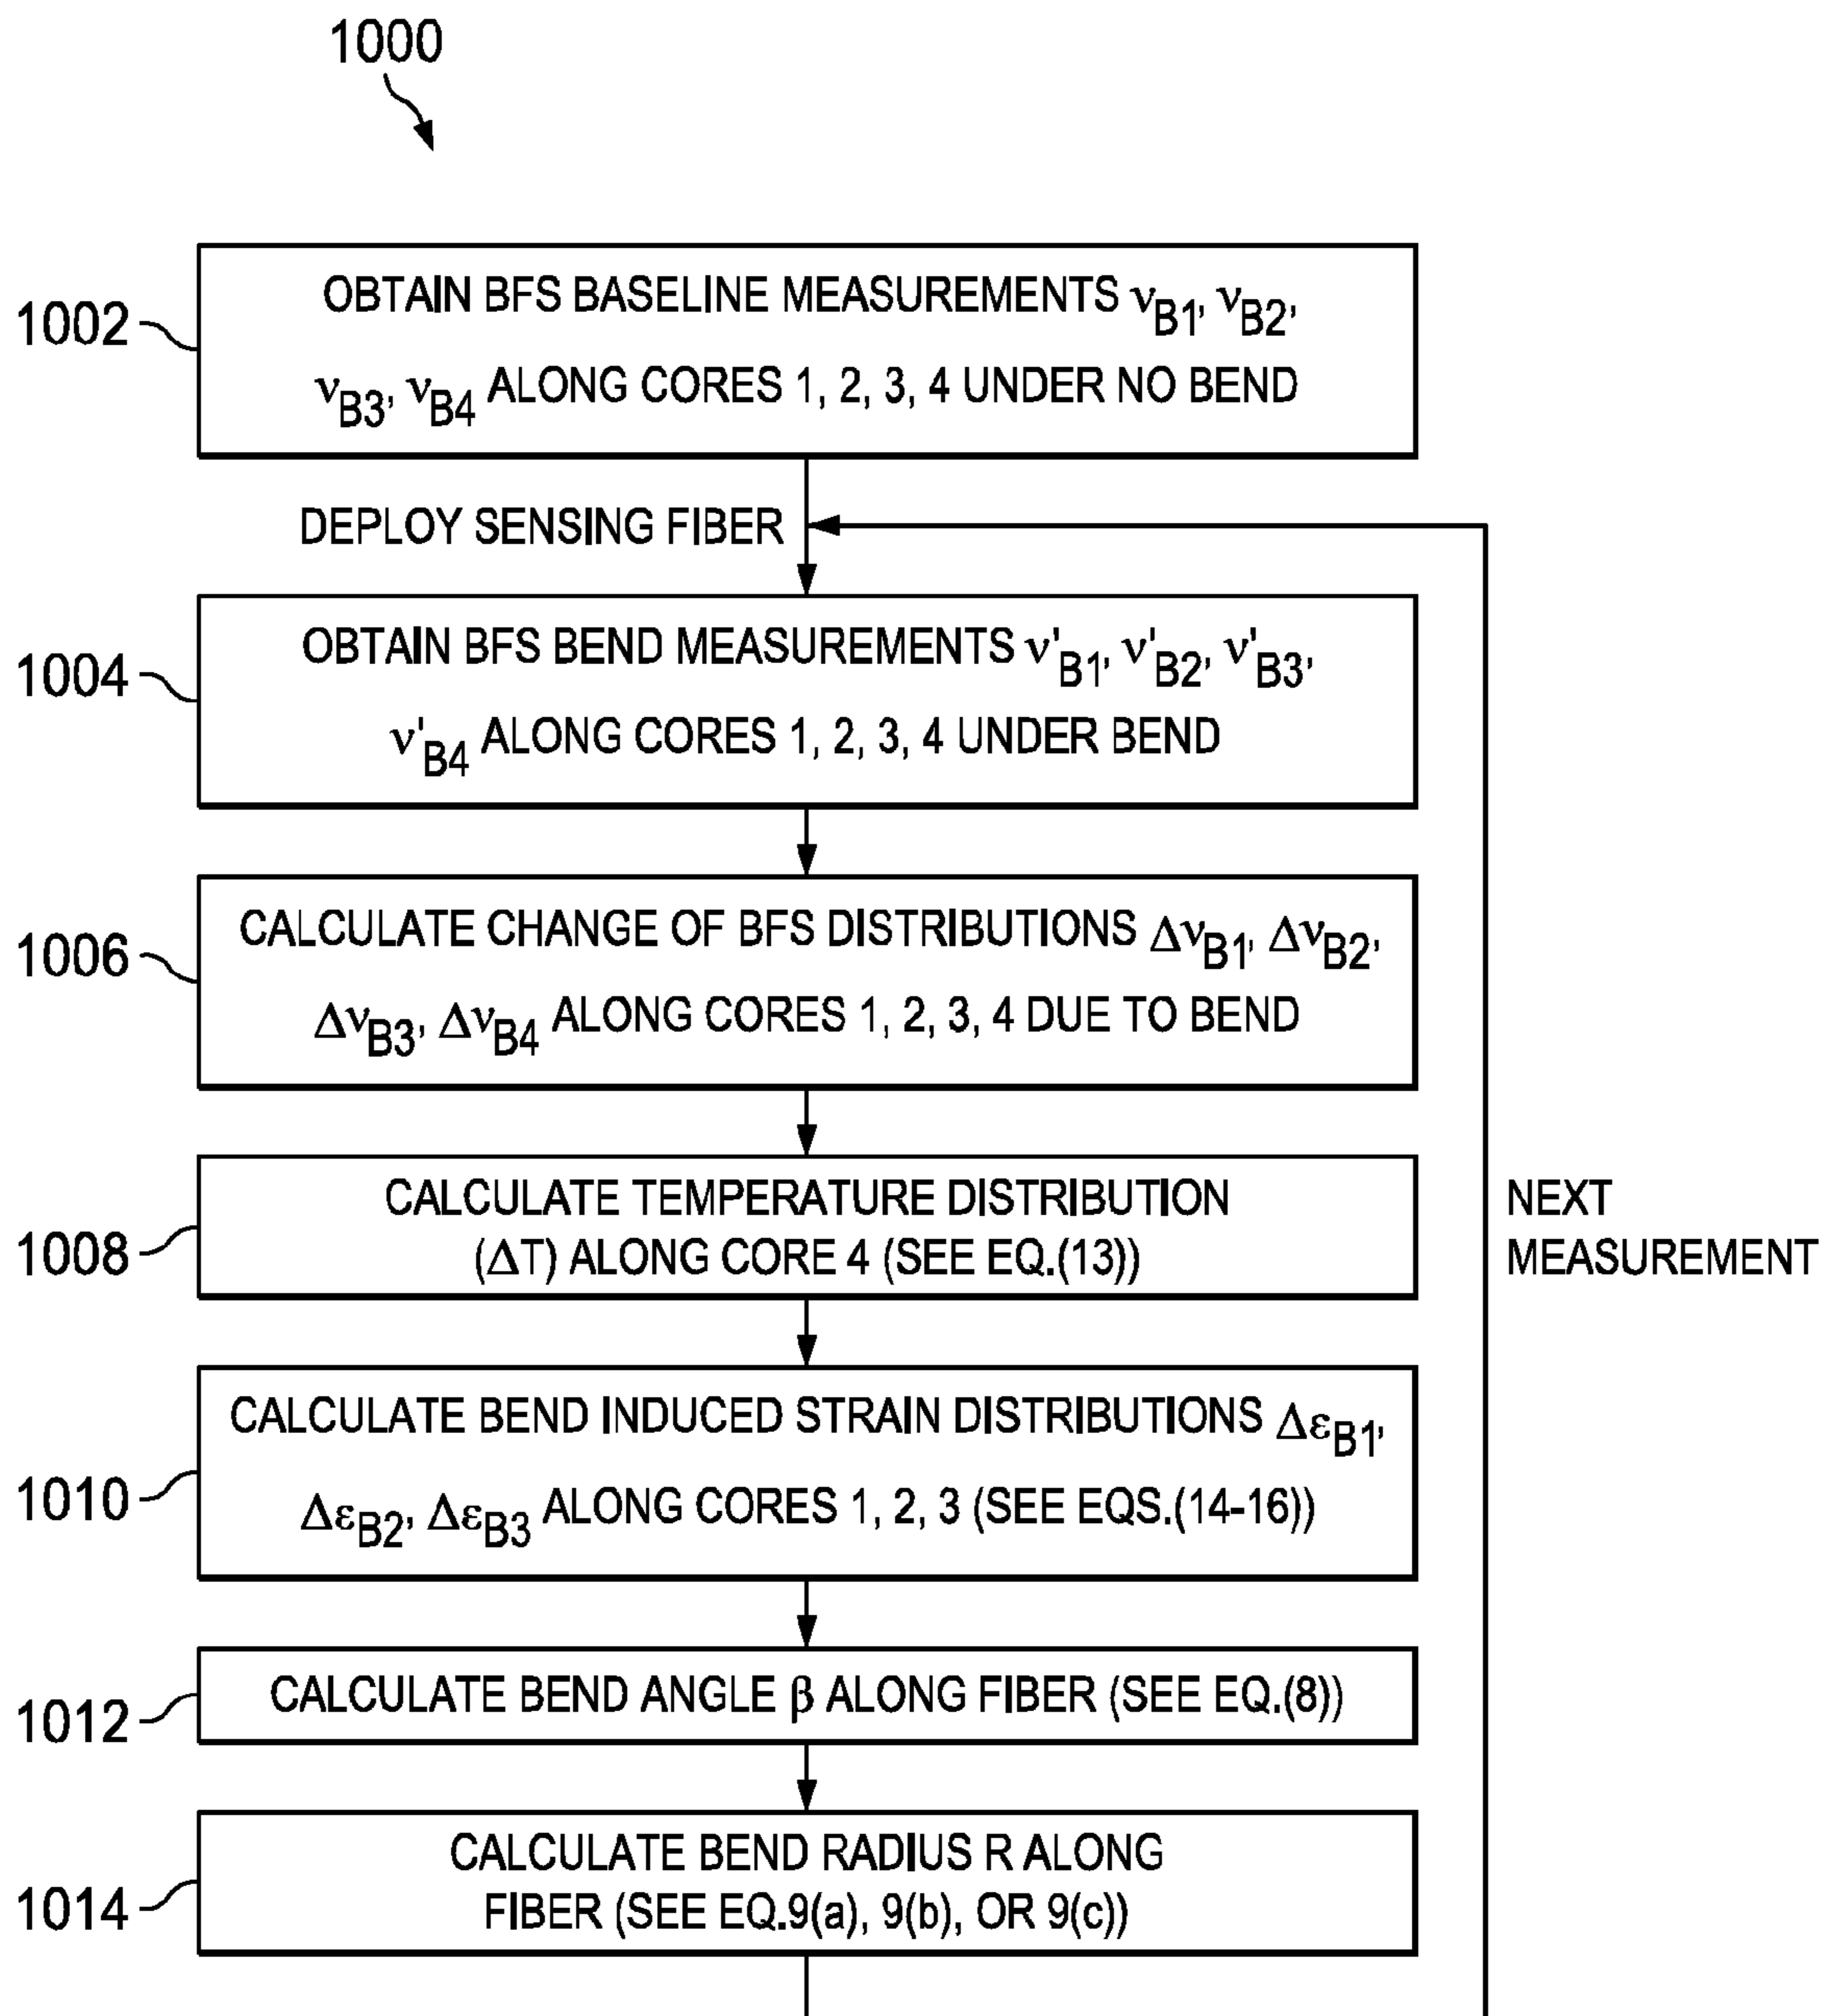 1000
1002
OBTAIN BFS BASELINE MEASUREMENTS νB1, νB2,
νB3, νB4 ALONG CORES 1, 2, 3, 4 UNDER NO BEND
DEPLOY SENSING FIBER
1004
OBTAIN BFS BEND MEASUREMENTS ν'B1, ν'B2, ν'B3,
ν'B4 ALONG CORES 1, 2, 3, 4 UNDER BEND
1006
CALCULATE CHANGE OF BFS DISTRIBUTIONS ΔνB1, ΔνB2,
ΔνB3, ΔνB4 ALONG CORES 1, 2, 3, 4 DUE TO BEND
1008
CALCULATE TEMPERATURE DISTRIBUTION
(ΔT) ALONG CORE 4 (SEE EQ.(13))
NEXT
MEASUREMENT
1010
CALCULATE BEND INDUCED STRAIN DISTRIBUTIONS ΔεB1,
ΔεB2, ΔεB3 ALONG CORES 1, 2, 3 (SEE EQS.(14-16))
1012
CALCULATE BEND ANGLE β ALONG FIBER (SEE EQ.(8))
1014
CALCULATE BEND RADIUS R ALONG
FIBER (SEE EQ.9(a), 9(b), OR 9(c))